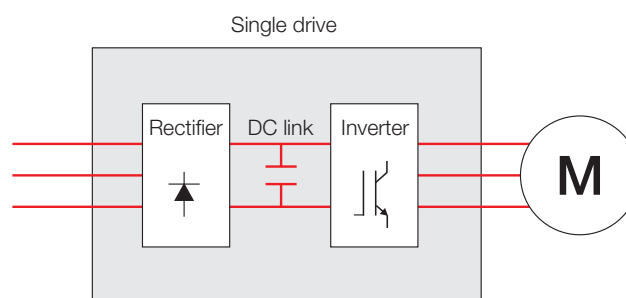 Single drive
Rectifier
DC link
Inverter
M